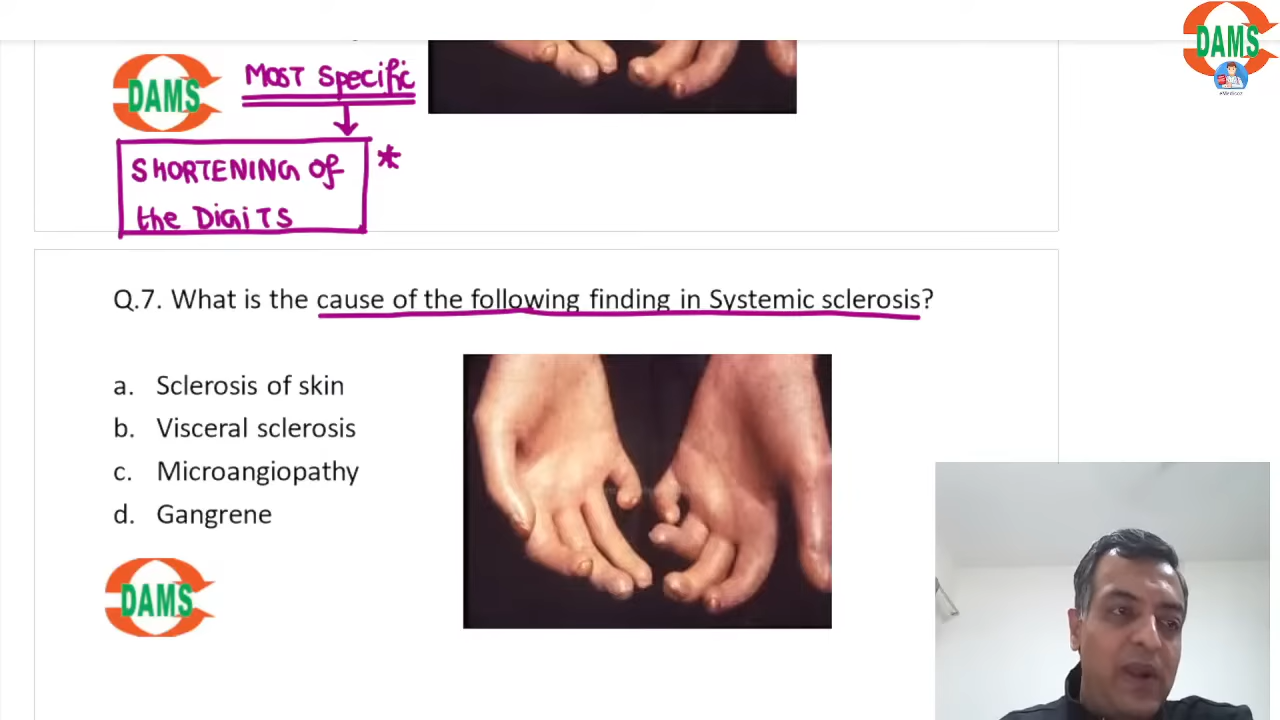 DAMS
DAMS
MOST SPECIFIC
SHORTENING OF
the DIGITS
*
Q.7. What is the cause of the following finding in Systemic sclerosis?
a. Sclerosis of skin
b. Visceral sclerosis
c. Microangiopathy
d. Gangrene
DAMS